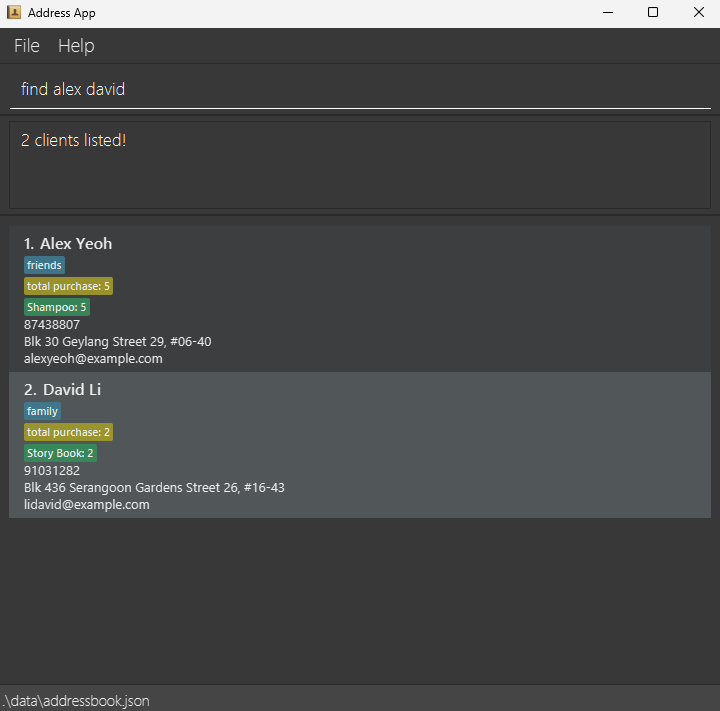 Address App
File Help
find alex david
2 clients listed!
1. Alex Yeoh
friends
total purchase: 5
Shampoo: 5
87438807
Blk 30 Geylang Street 29, #06-40
alexyeoh@example.com
2. David Li
family
total purchase: 2
Story Book: 2
91031282
Blk 436 Serangoon Gardens Street 26, #16-43
lidavid@example.com
.\data\addressbook.json